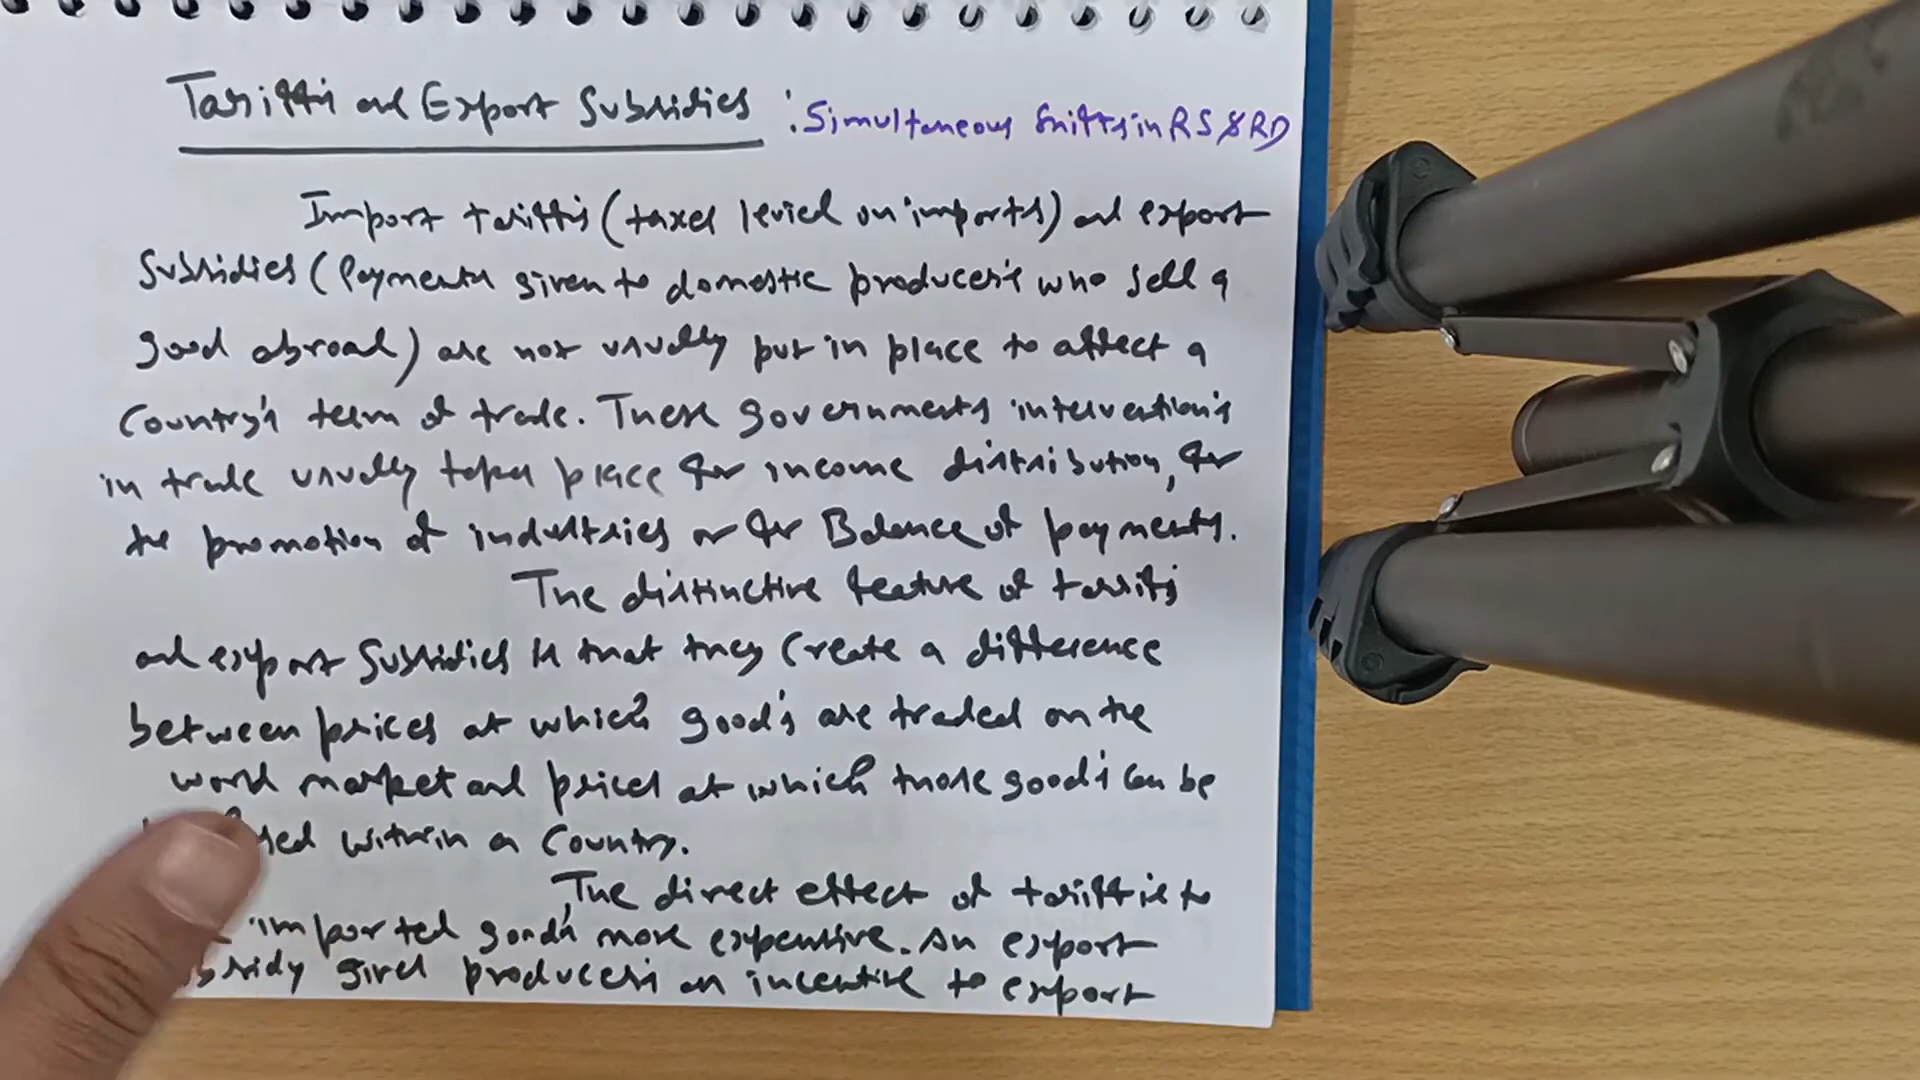 Tariffs and Export Subsidies : Simultaneous Shifts in RS & RD
Import tariffs (taxes levied on imports) and export
Subsidies (Payments given to domestic producers who sell a
good abroad) are not usually put in place to affect a
Country's term of trade. These governments intervention's
in trade usually takes place for income distribution, for
the promotion of industries or for Balance of payments.
The distinctive feature of tariffs
and export Subsidies is that they Create a difference
between prices at which good's are traded on the
world market and prices at which those good's can be
within a Country.
The direct effect of tariff is to
imported goods more expensive. An export
gives producers an incentive to export